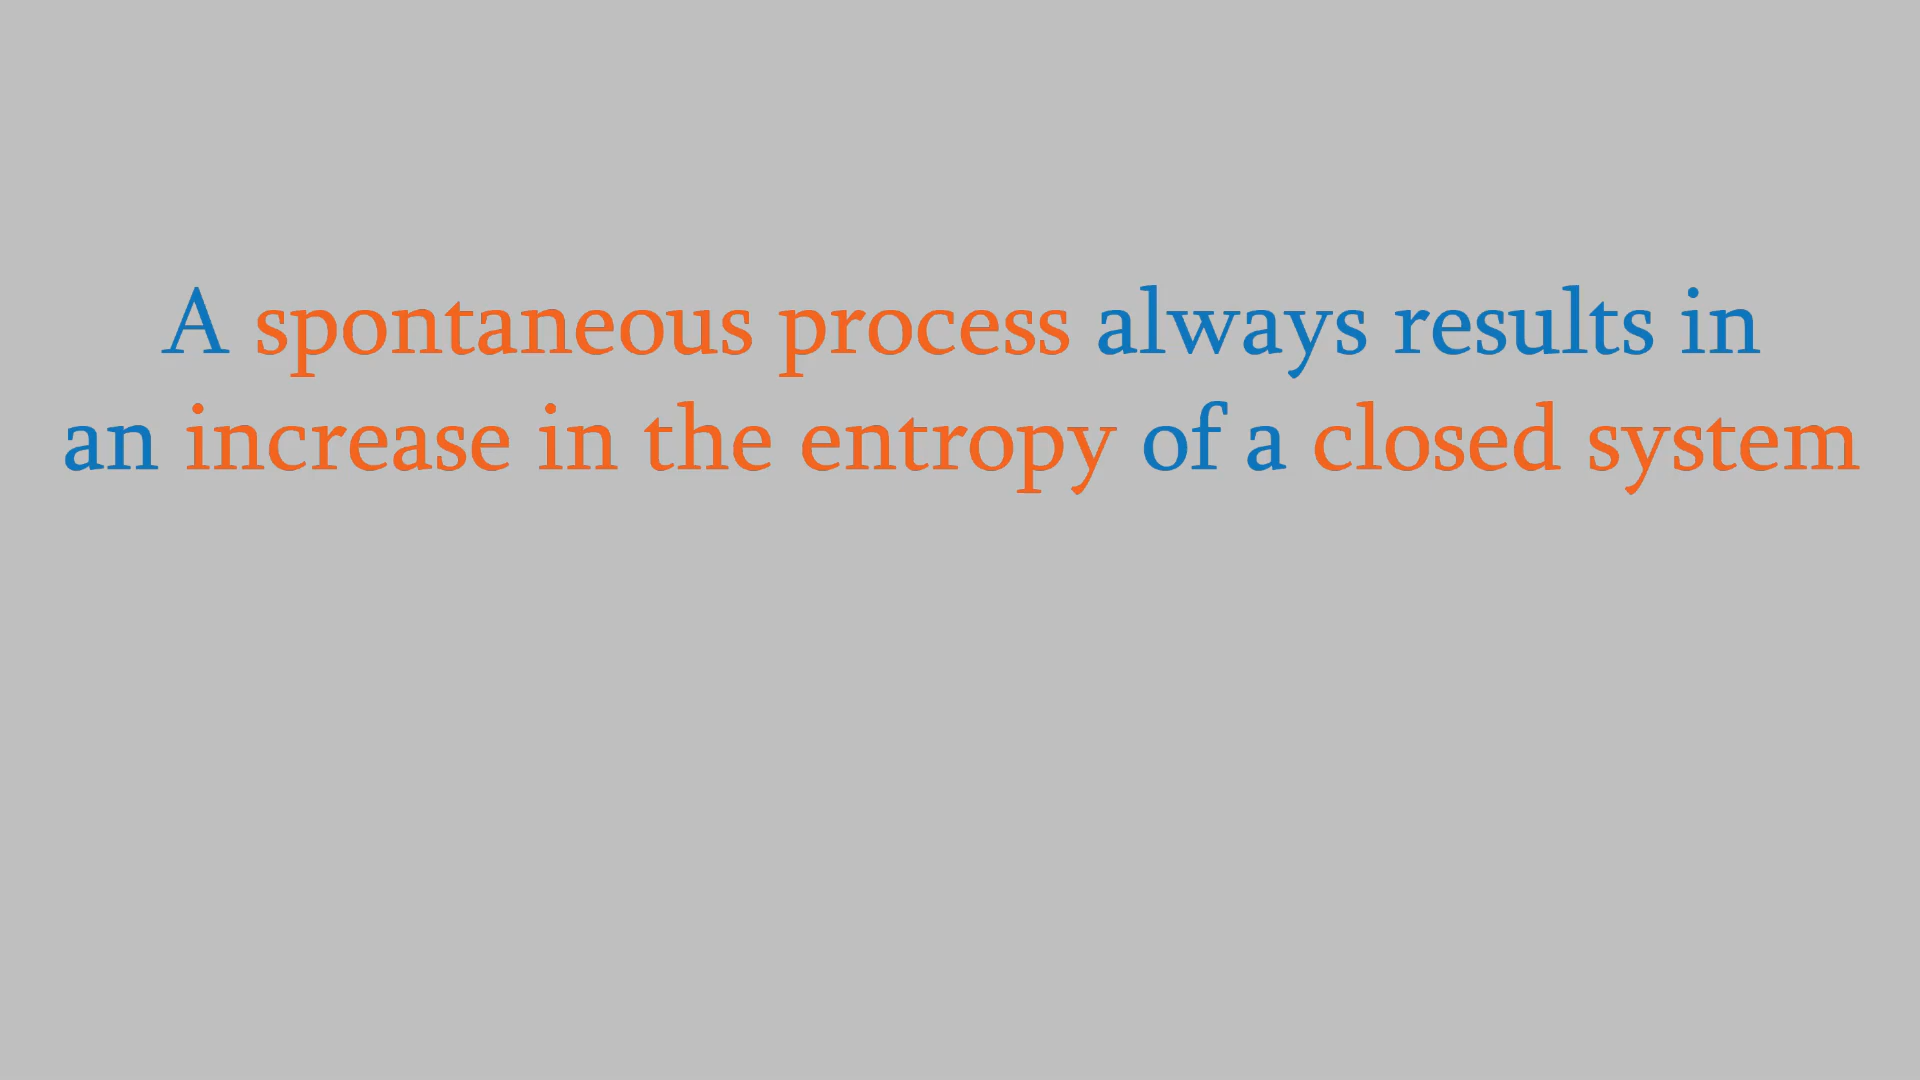 A spontaneous process always results in
an increase in the entropy of a closed system